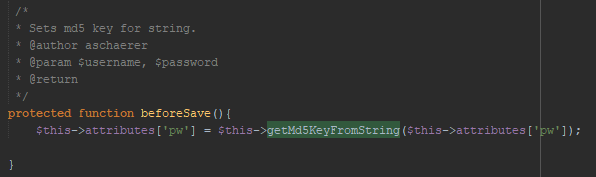 /*
* Sets md5 key for string.
* @author aschaerer
* @param $username, $password
* @return
*/
protected function beforeSave(){
$this->attributes['pw'] = $this->getMd5KeyFromString($this->attributes['pw']);
}